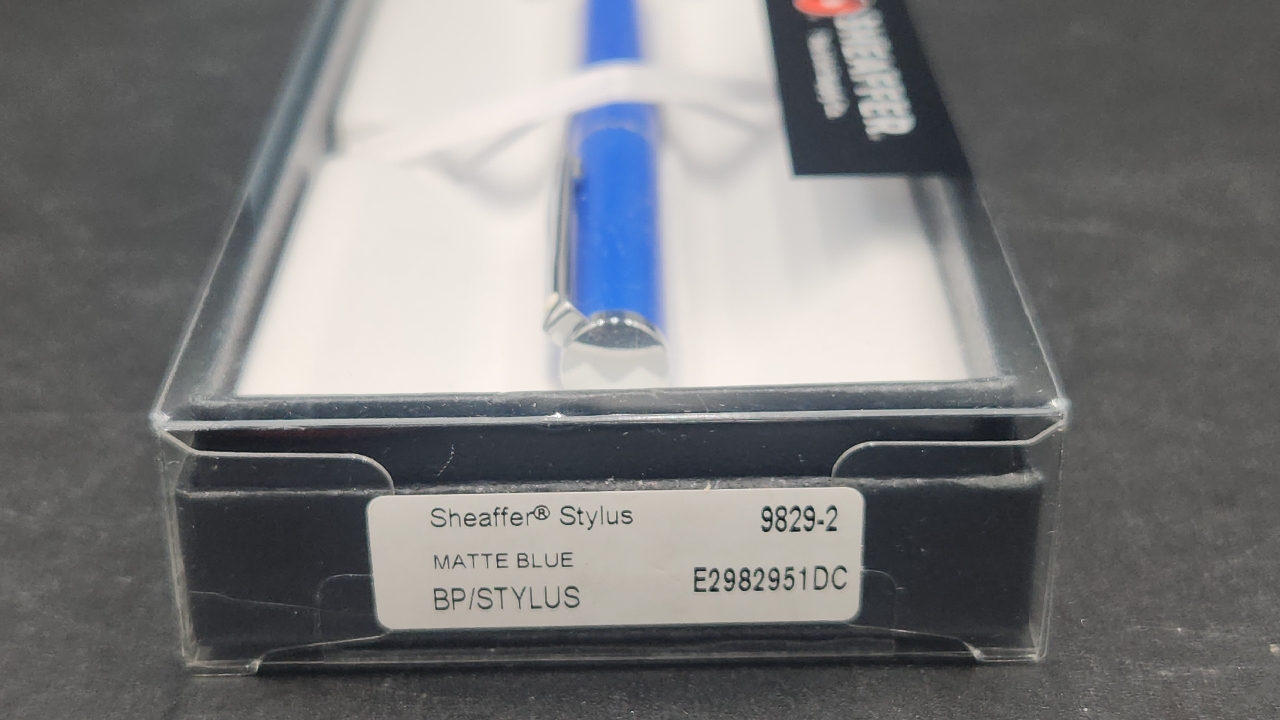 SHEAFFER
Sheaffer® Stylus 9829-2
MATTE BLUE
BP/STYLUS E2982951DC